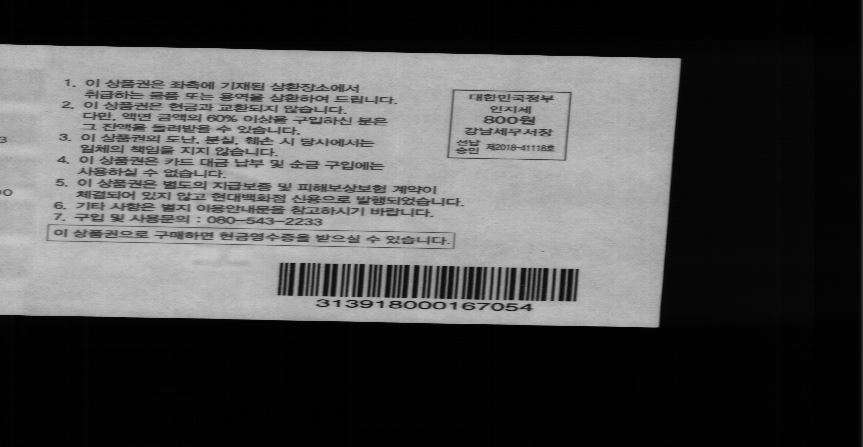 1. 이 상품권은 좌측에 기재된 상환장소에서
취급하는 물품 또는 용역을 상환하여 드립니다.
2. 이 상품권은 현금과 교환되지 않습니다.
다만, 액면 금액의 60% 이상을 구입하신 분은
그 잔액을 돌려받을 수 있습니다.
3. 이 상품권의 도난, 분실, 훼손 시 당사에서는
일체의 책임을 지지 않습니다.
4. 이 상품권은 카드 대금 납부 및 순금 구입에는
사용하실 수 없습니다.
5. 이 상품권은 별도의 지급보증 및 피해보상보험 계약이
체결되어 있지 않고 현대백화점 신용으로 발행되었습니다.
6. 기타 사항은 별지 이용안내문을 참고하시기 바랍니다.
7. 구입 및 사용문의 : 080-543-2233
이 상품권으로 구매하면 현금영수증을 받으실 수 있습니다.
대한민국정부
인지세
800원
강남세무서장
선납
승인 제2018-41118호
3139180000167054